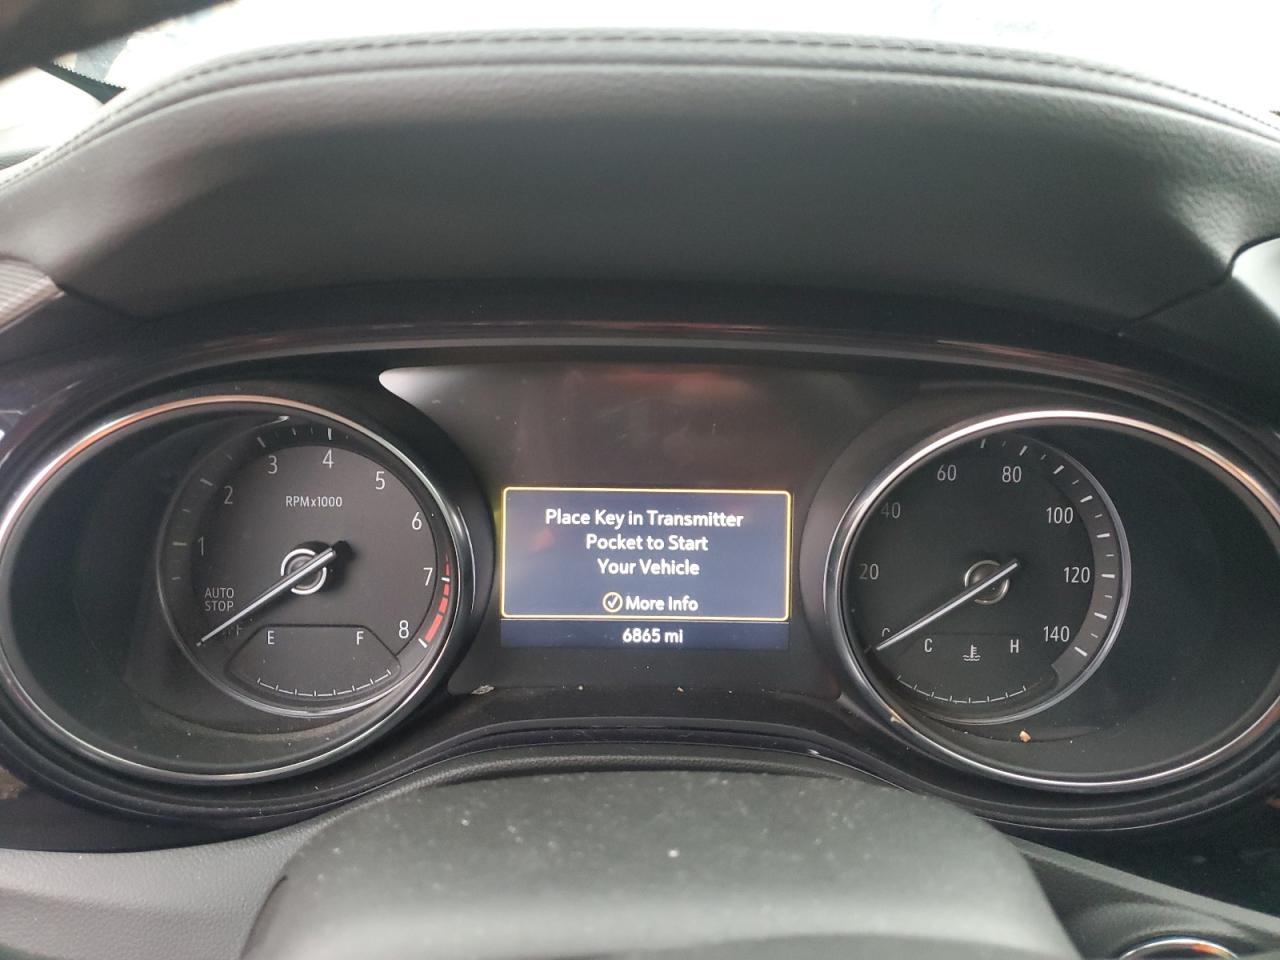 Place Key in Transmitter
Pocket to Start
Your Vehicle
More Info
6865 mi
RPMx1000
1
2
3
4
5
6
7
8
AUTO
STOP
E F
20
40
60
80
100
120
140
C H